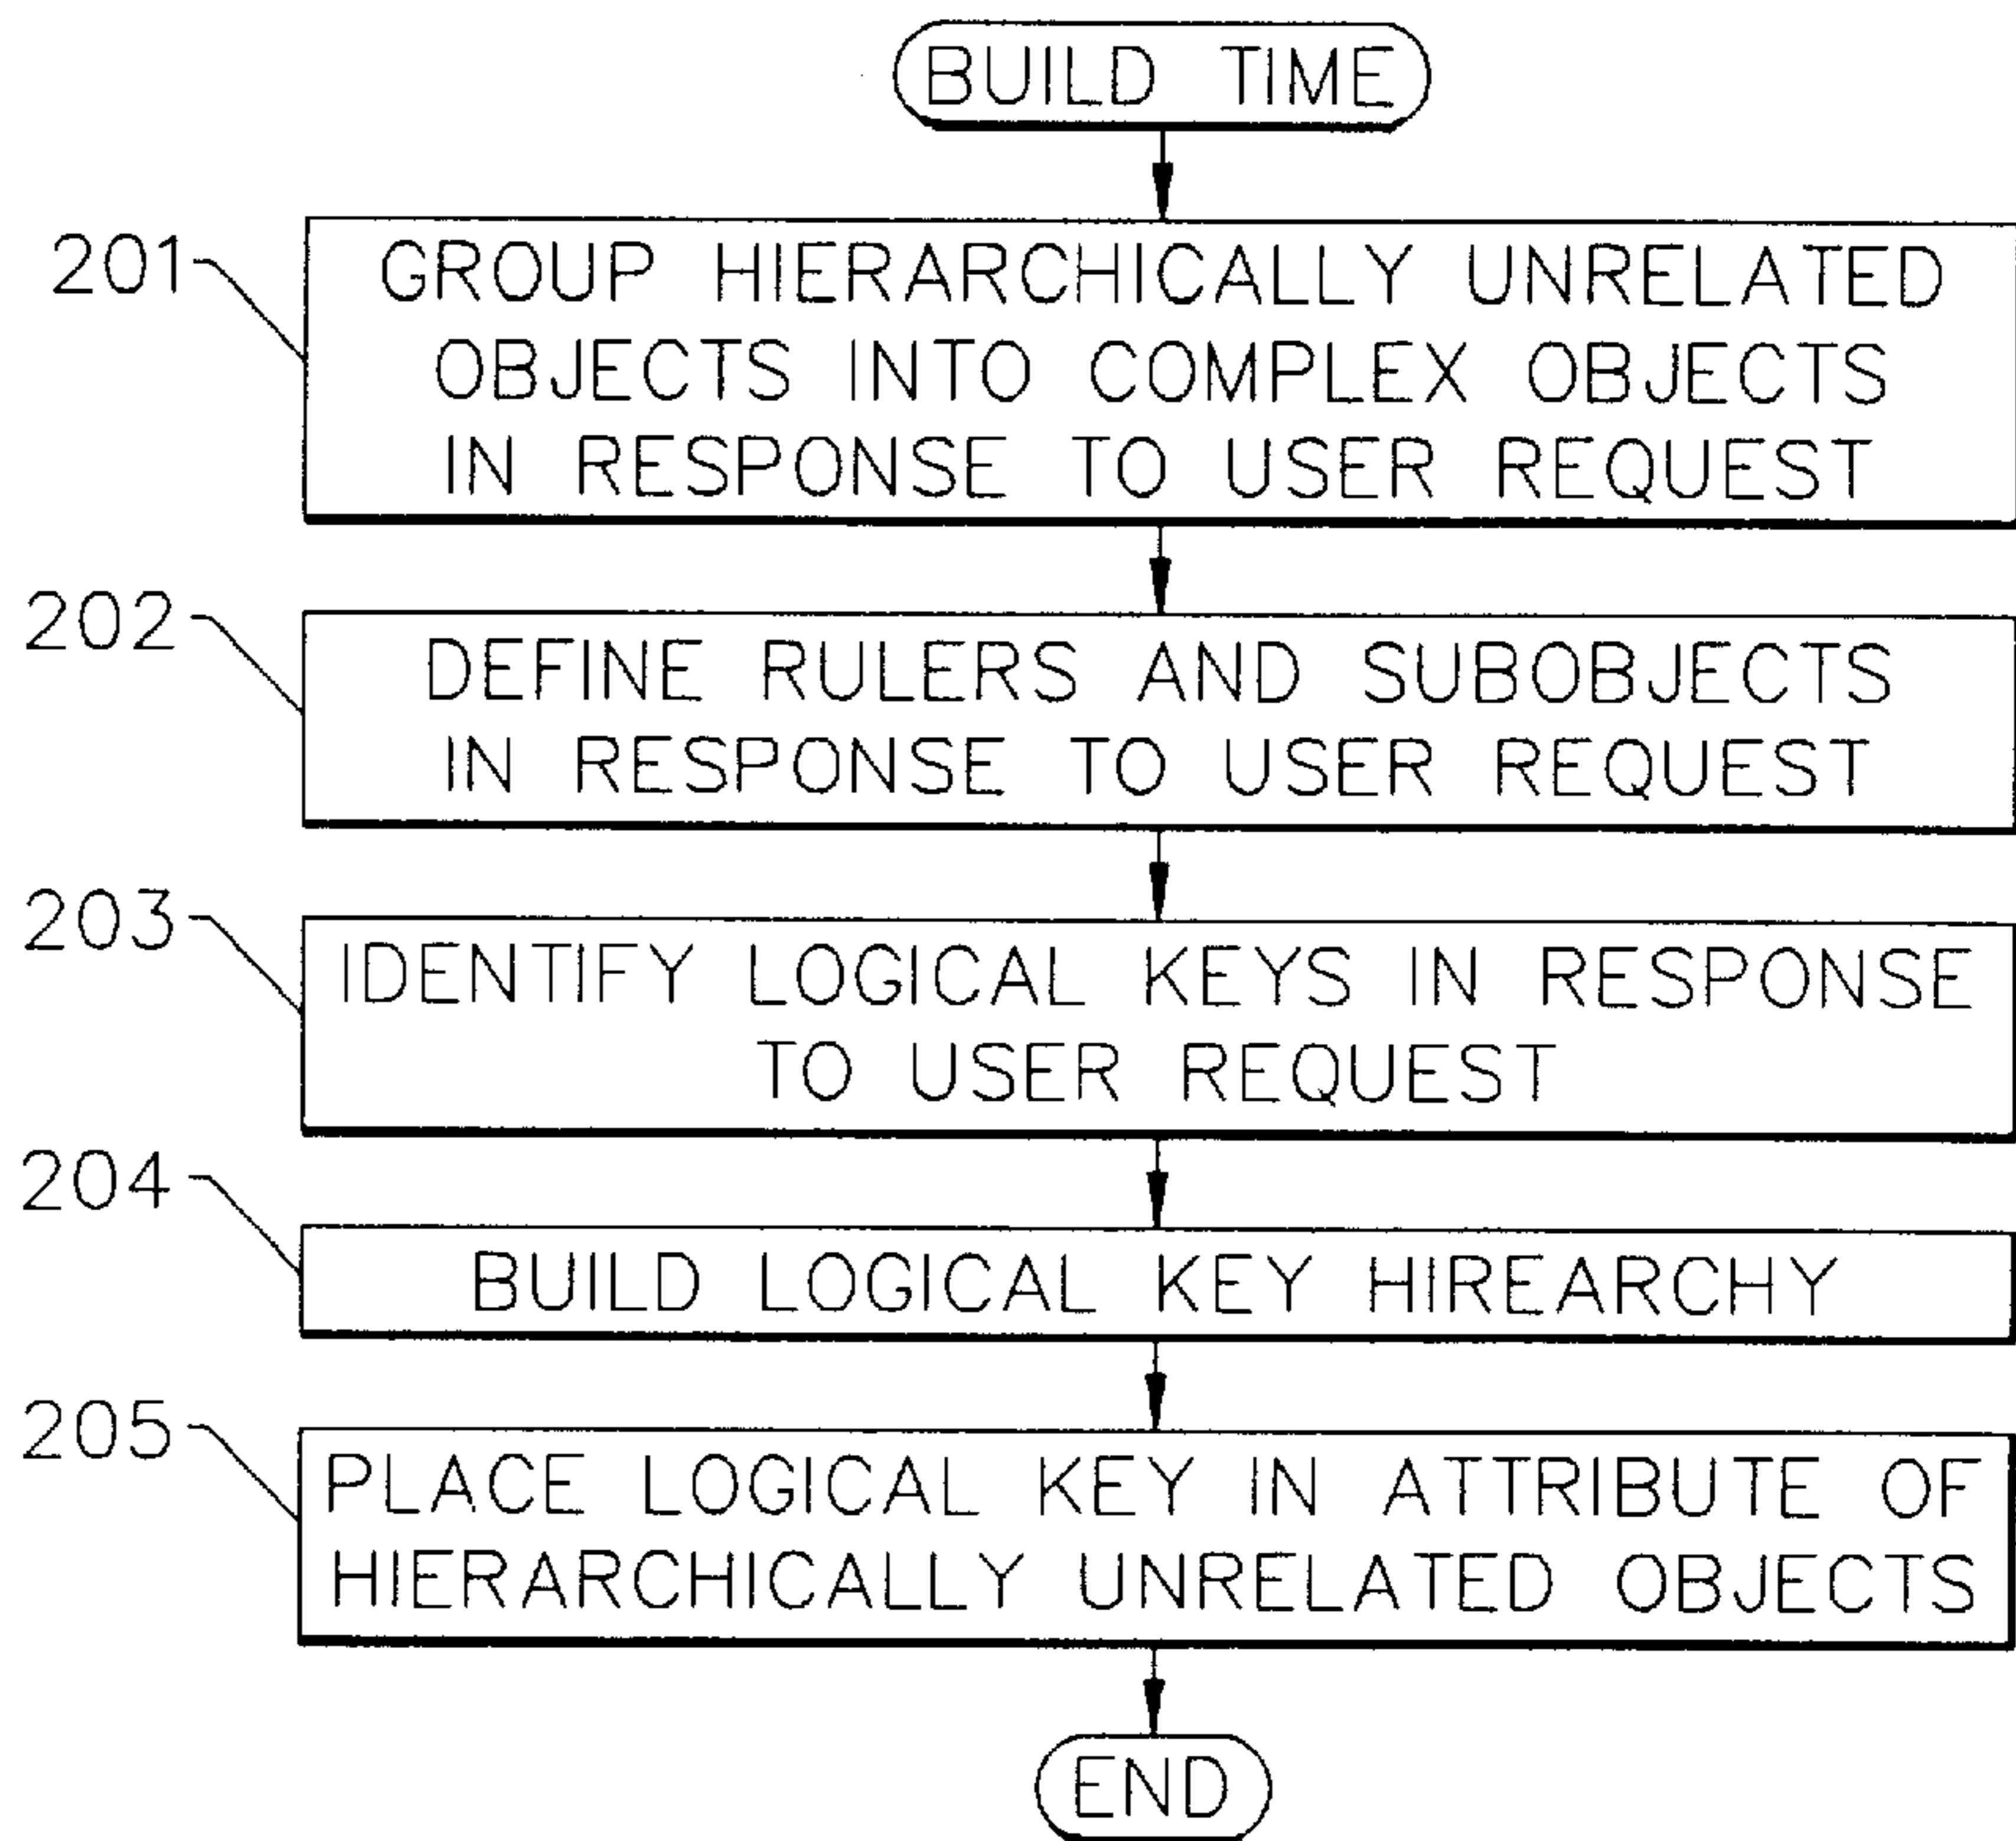 BUILD TIME
201
GROUP HIERARCHICALLY UNRELATED
OBJECTS INTO COMPLEX OBJECTS
IN RESPONSE TO USER REQUEST
202
DEFINE RULERS AND SUBOBJECTS
IN RESPONSE TO USER REQUEST
203
IDENTIFY LOGICAL KEYS IN RESPONSE
TO USER REQUEST
204
BUILD LOGICAL KEY HIREARCHY
205
PLACE LOGICAL KEY IN ATTRIBUTE OF
HIERARCHICALLY UNRELATED OBJECTS
END